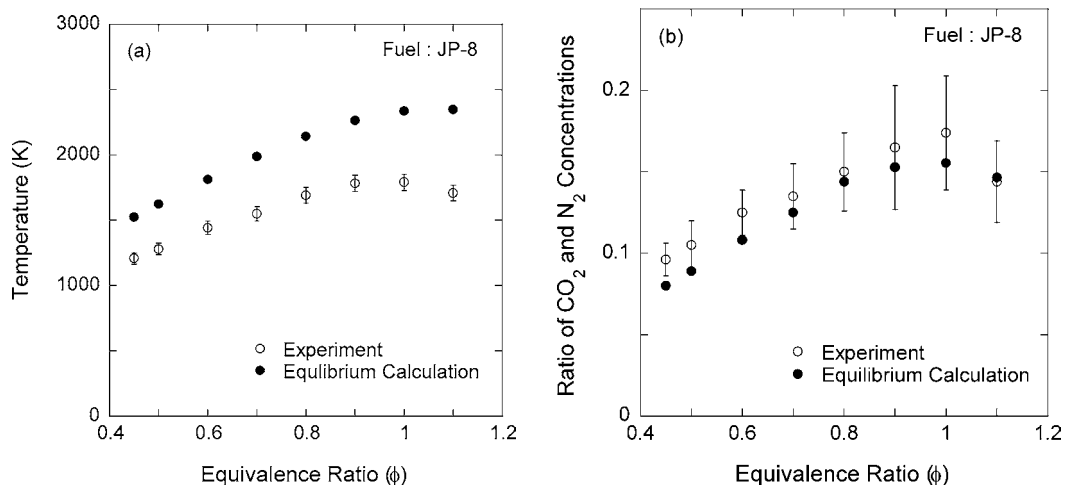 (a)
Fuel : JP-8
Temperature (K)
3000
2000
1000
0
Experiment
Equlibrium Calculation
0.4
0.6
0.8
1
1.2
Equivalence Ratio (ϕ)
(b)
Fuel : JP-8
Ratio of CO₂ and N₂ Concentrations
0.2
0.1
0
Experiment
Equilibrium Calculation
0.4
0.6
0.8
1
1.2
Equivalence Ratio (ϕ)